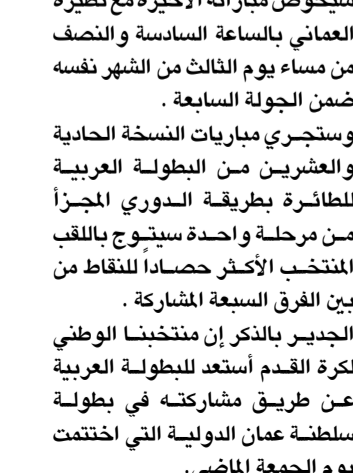 سيخوض مباراته الأخيرة مع نظيره
العماني بالساعة السادسة والنصف
من مساء يوم الثالث من الشهر نفسه
ضمن الجولة السابعة .
وستجري مباريات النسخة الحادية
والعشرين من البطولة العربية
للطائرة بطريقة الدوري المجزأ
من مرحلة واحدة سيتوج باللقب
المنتخب الأكثر حصاداً للنقاط من
بين الفرق السبعة المشاركة .
الجدير بالذكر إن منتخبنا الوطني
لكرة القدم أستعد للبطولة العربية
عن طريق مشاركته في بطولة
سلطنة عمان الدولية التي اختتمت
يوم الجمعة الماضي.